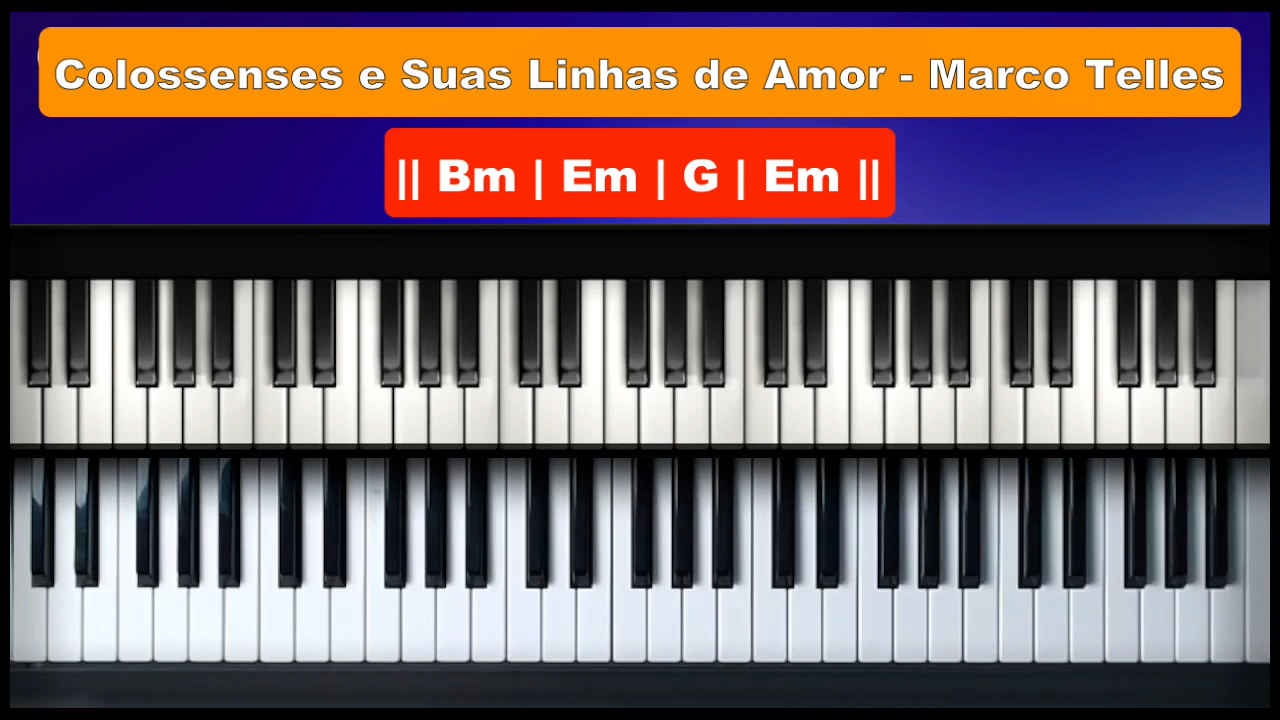 Colossenses e Suas Linhas de Amor - Marco Telles
|| Bm | Em | G | Em ||